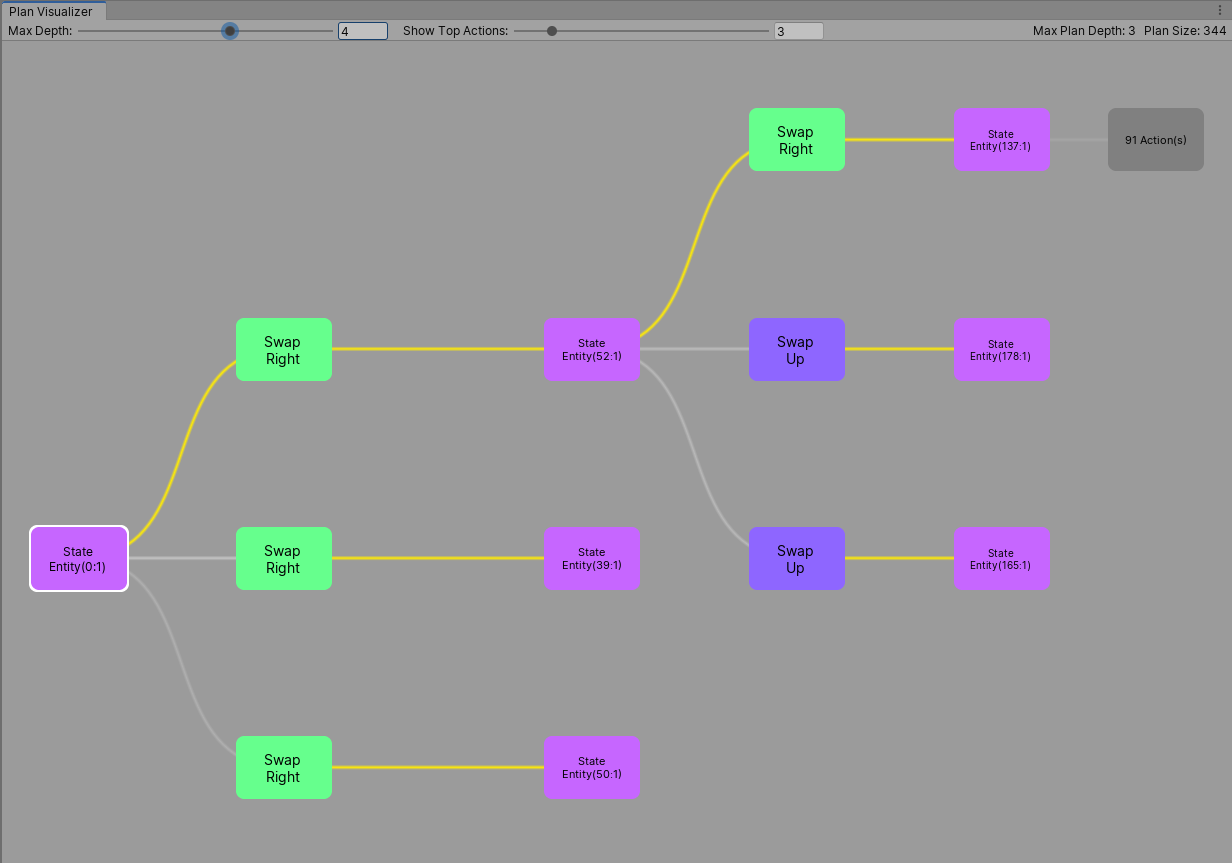 Plan Visualizer
Max Depth: 4 Show Top Actions: 3 Max Plan Depth: 3 Plan Size: 344
Swap
Right
State
Entity(137:1)
91 Action(s)
Swap
Right
State
Entity(52:1)
Swap
Up
State
Entity(178:1)
State
Entity(0:1)
Swap
Right
State
Entity(39:1)
Swap
Up
State
Entity(165:1)
Swap
Right
State
Entity(50:1)